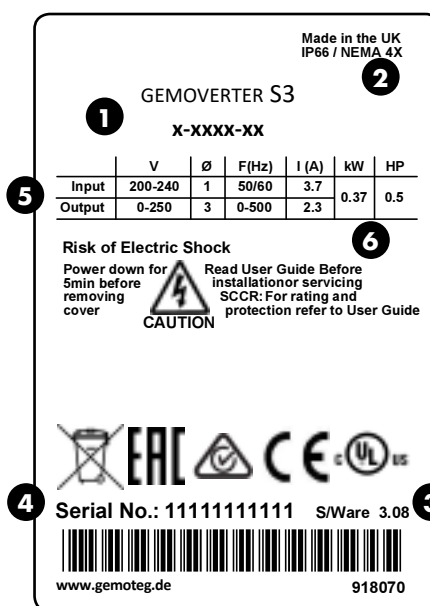 Made in the UK
IP66 / NEMA 4X
2
GEMOVERTER S3
1
x-xxxx-xx
V Ø F(Hz) I (A) kW HP
5
Input 200-240 1 50/60 3.7 0.37 0.5
Output 0-250 3 0-500 2.3
6
Risk of Electric Shock
Power down for
5min before
removing
cover
CAUTION
Read User Guide Before
installationor servicing
SCCR: For rating and
protection refer to User Guide
EAC CE c UL US
4
Serial No.: 11111111111 S/Ware 3.08
3
www.gemoteg.de 918070